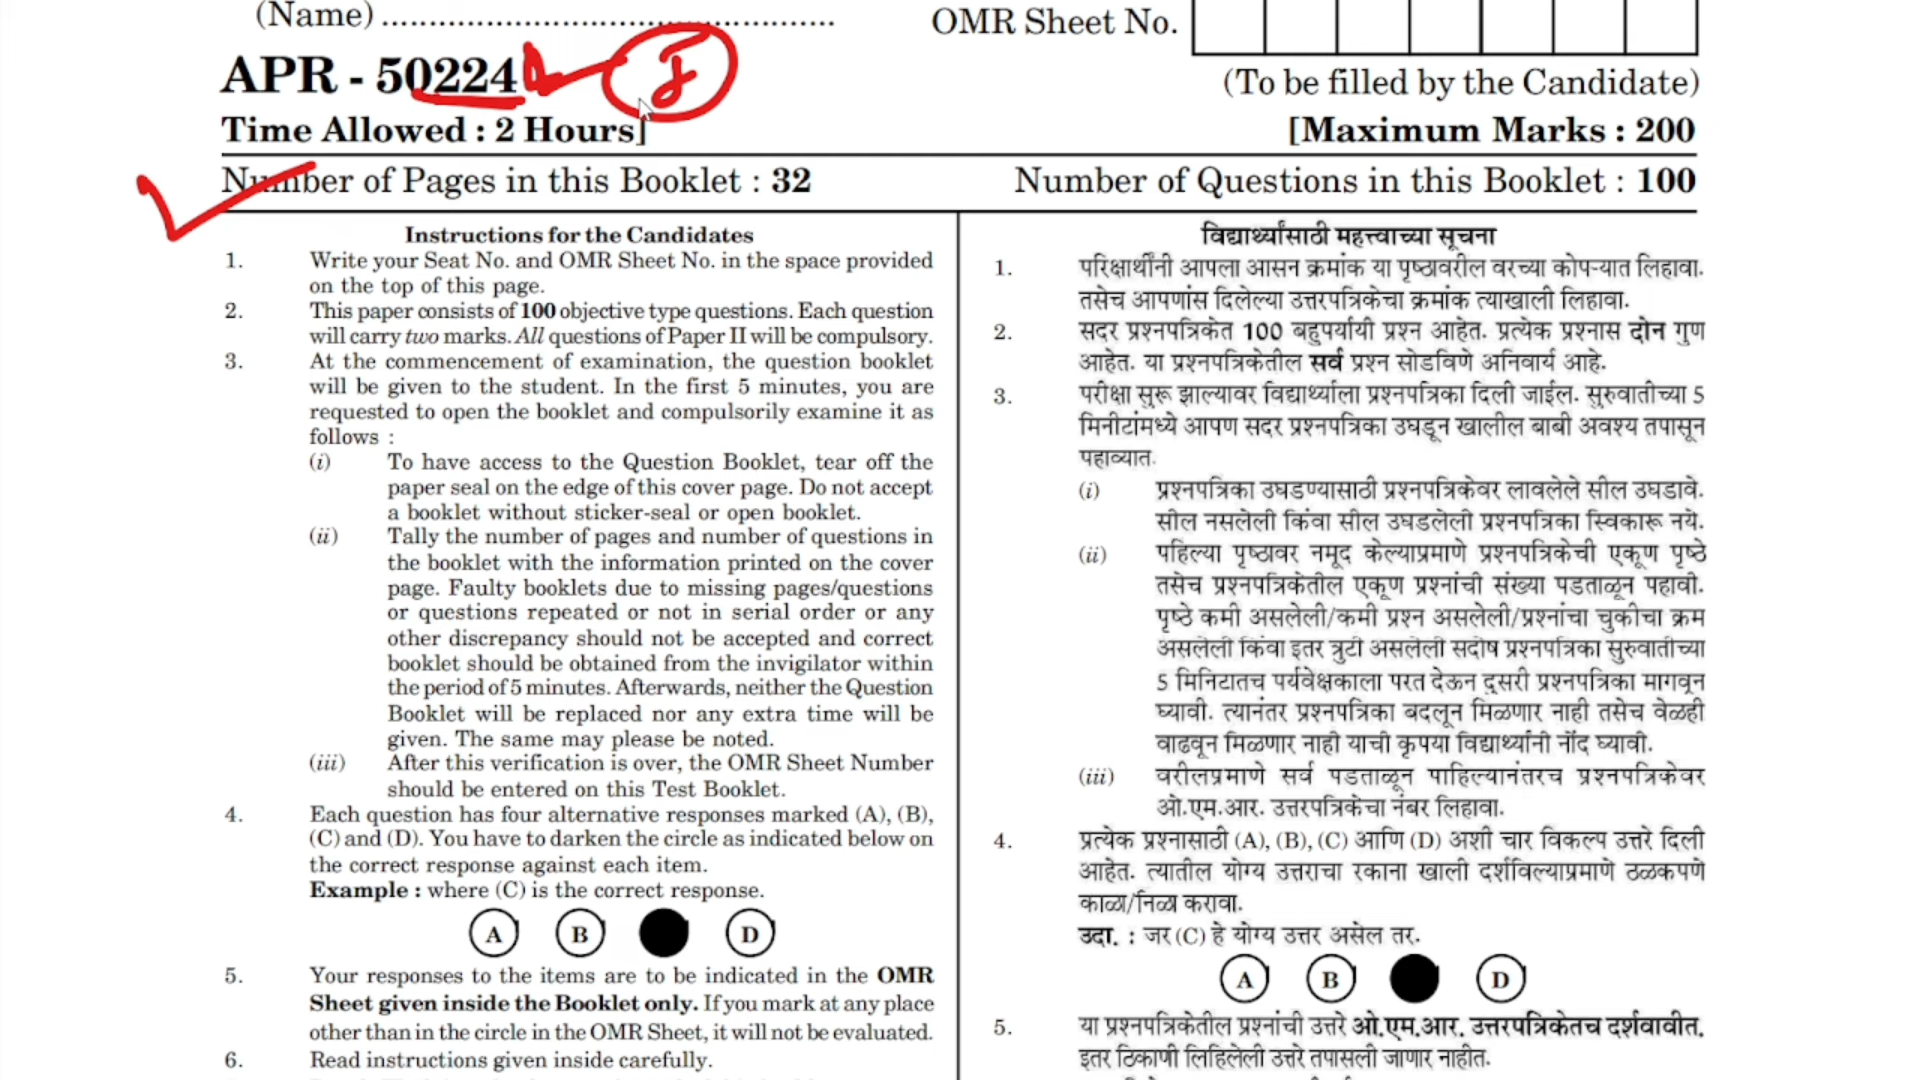 (Name) ................................................
OMR Sheet No.
APR - 50224
(To be filled by the Candidate)
Time Allowed : 2 Hours]
[Maximum Marks : 200
Number of Pages in this Booklet : 32
Number of Questions in this Booklet : 100
Instructions for the Candidates
1. Write your Seat No. and OMR Sheet No. in the space provided
on the top of this page.
2. This paper consists of 100 objective type questions. Each question
will carry two marks. All questions of Paper II will be compulsory.
3. At the commencement of examination, the question booklet
will be given to the student. In the first 5 minutes, you are
requested to open the booklet and compulsorily examine it as
follows :
(i) To have access to the Question Booklet, tear off the
paper seal on the edge of this cover page. Do not accept
a booklet without sticker-seal or open booklet.
(ii) Tally the number of pages and number of questions in
the booklet with the information printed on the cover
page. Faulty booklets due to missing pages/questions
or questions repeated or not in serial order or any
other discrepancy should not be accepted and correct
booklet should be obtained from the invigilator within
the period of 5 minutes. Afterwards, neither the Question
Booklet will be replaced nor any extra time will be
given. The same may please be noted.
(iii) After this verification is over, the OMR Sheet Number
should be entered on this Test Booklet.
4. Each question has four alternative responses marked (A), (B),
(C) and (D). You have to darken the circle as indicated below on
the correct response against each item.
Example : where (C) is the correct response.
A B D
5. Your responses to the items are to be indicated in the OMR
Sheet given inside the Booklet only. If you mark at any place
other than in the circle in the OMR Sheet, it will not be evaluated.
6. Read instructions given inside carefully.
विद्यार्थ्यांसाठी महत्त्वाच्या सूचना
1. परिक्षार्थींनी आपला आसन क्रमांक या पृष्ठावरील वरच्या कोपऱ्यात लिहावा.
तसेच आपणांस दिलेल्या उत्तरपत्रिकेचा क्रमांक त्याखाली लिहावा.
2. सदर प्रश्नपत्रिकेत 100 बहुपर्यायी प्रश्न आहेत. प्रत्येक प्रश्नास दोन गुण
आहेत. या प्रश्नपत्रिकेतील सर्व प्रश्न सोडविणे अनिवार्य आहे.
3. परीक्षा सुरू झाल्यावर विद्यार्थ्याला प्रश्नपत्रिका दिली जाईल. सुरुवातीच्या 5
मिनीटांमध्ये आपण सदर प्रश्नपत्रिका उघडून खालील बाबी अवश्य तपासून
पहाव्यात.
(i) प्रश्नपत्रिका उघडण्यासाठी प्रश्नपत्रिकेवर लावलेले सील उघडावे.
सील नसलेली किंवा सील उघडलेली प्रश्नपत्रिका स्विकारू नये.
(ii) पहिल्या पृष्ठावर नमूद केल्याप्रमाणे प्रश्नपत्रिकेची एकूण पृष्ठे
तसेच प्रश्नपत्रिकेतील एकूण प्रश्नांची संख्या पडताळून पहावी.
पृष्ठे कमी असलेली/कमी प्रश्न असलेली/प्रश्नांचा चुकीचा क्रम
असलेली किंवा इतर त्रुटी असलेली सदोष प्रश्नपत्रिका सुरुवातीच्या
5 मिनिटातच पर्यवेक्षकाला परत देऊन दुसरी प्रश्नपत्रिका मागवून
घ्यावी. त्यानंतर प्रश्नपत्रिका बदलून मिळणार नाही तसेच वेळही
वाढवून मिळणार नाही याची कृपया विद्यार्थ्यांनी नोंद घ्यावी.
(iii) वरीलप्रमाणे सर्व पडताळून पाहिल्यानंतरच प्रश्नपत्रिकेवर
ओ.एम.आर. उत्तरपत्रिकेचा नंबर लिहावा.
4. प्रत्येक प्रश्नासाठी (A), (B), (C) आणि (D) अशी चार विकल्प उत्तरे दिली
आहेत. त्यातील योग्य उत्तराचा रकाना खाली दर्शविल्याप्रमाणे ठळकपणे
काळा/निळा करावा.
उदा. : जर (C) हे योग्य उत्तर असेल तर.
A B D
5. या प्रश्नपत्रिकेतील प्रश्नांची उत्तरे ओ.एम.आर. उत्तरपत्रिकेतच दर्शवावीत.
इतर ठिकाणी लिहिलेली उत्तरे तपासली जाणार नाहीत.